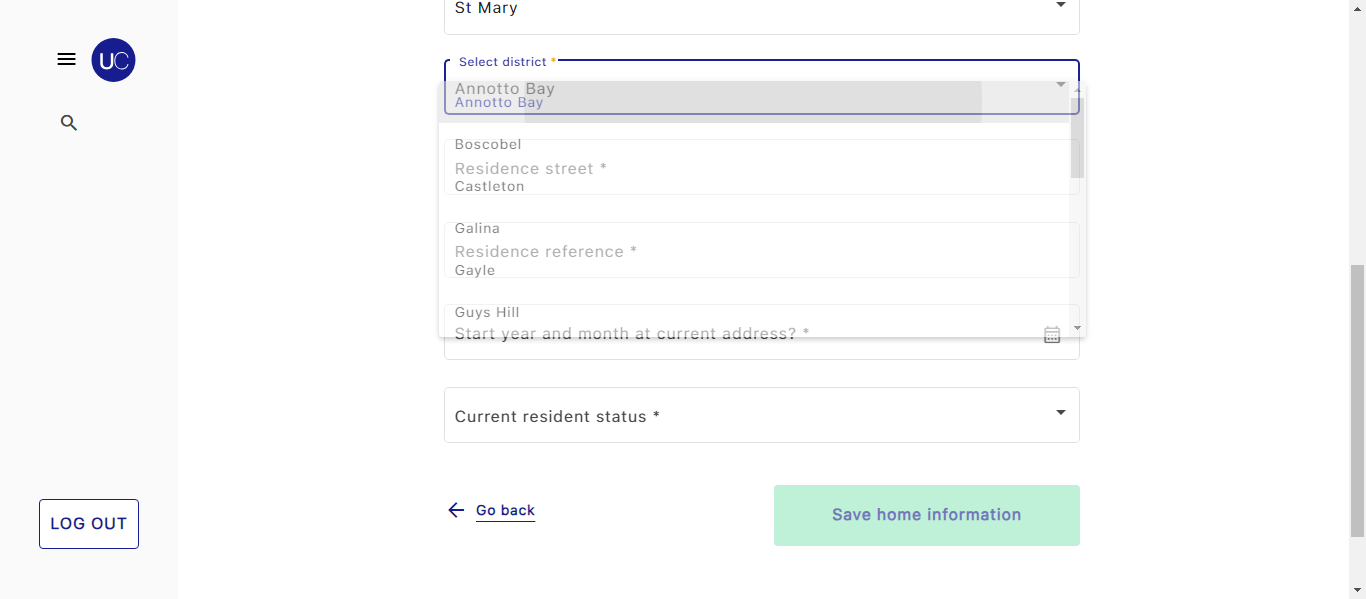 St Mary
UC
Select district *
Annotto Bay
Annotto Bay
Boscobel
Residence street *
Castleton
Galina
Residence reference *
Gayle
Guys Hill
Start year and month at current address? *
Current resident status *
Go back
Save home information
LOG OUT